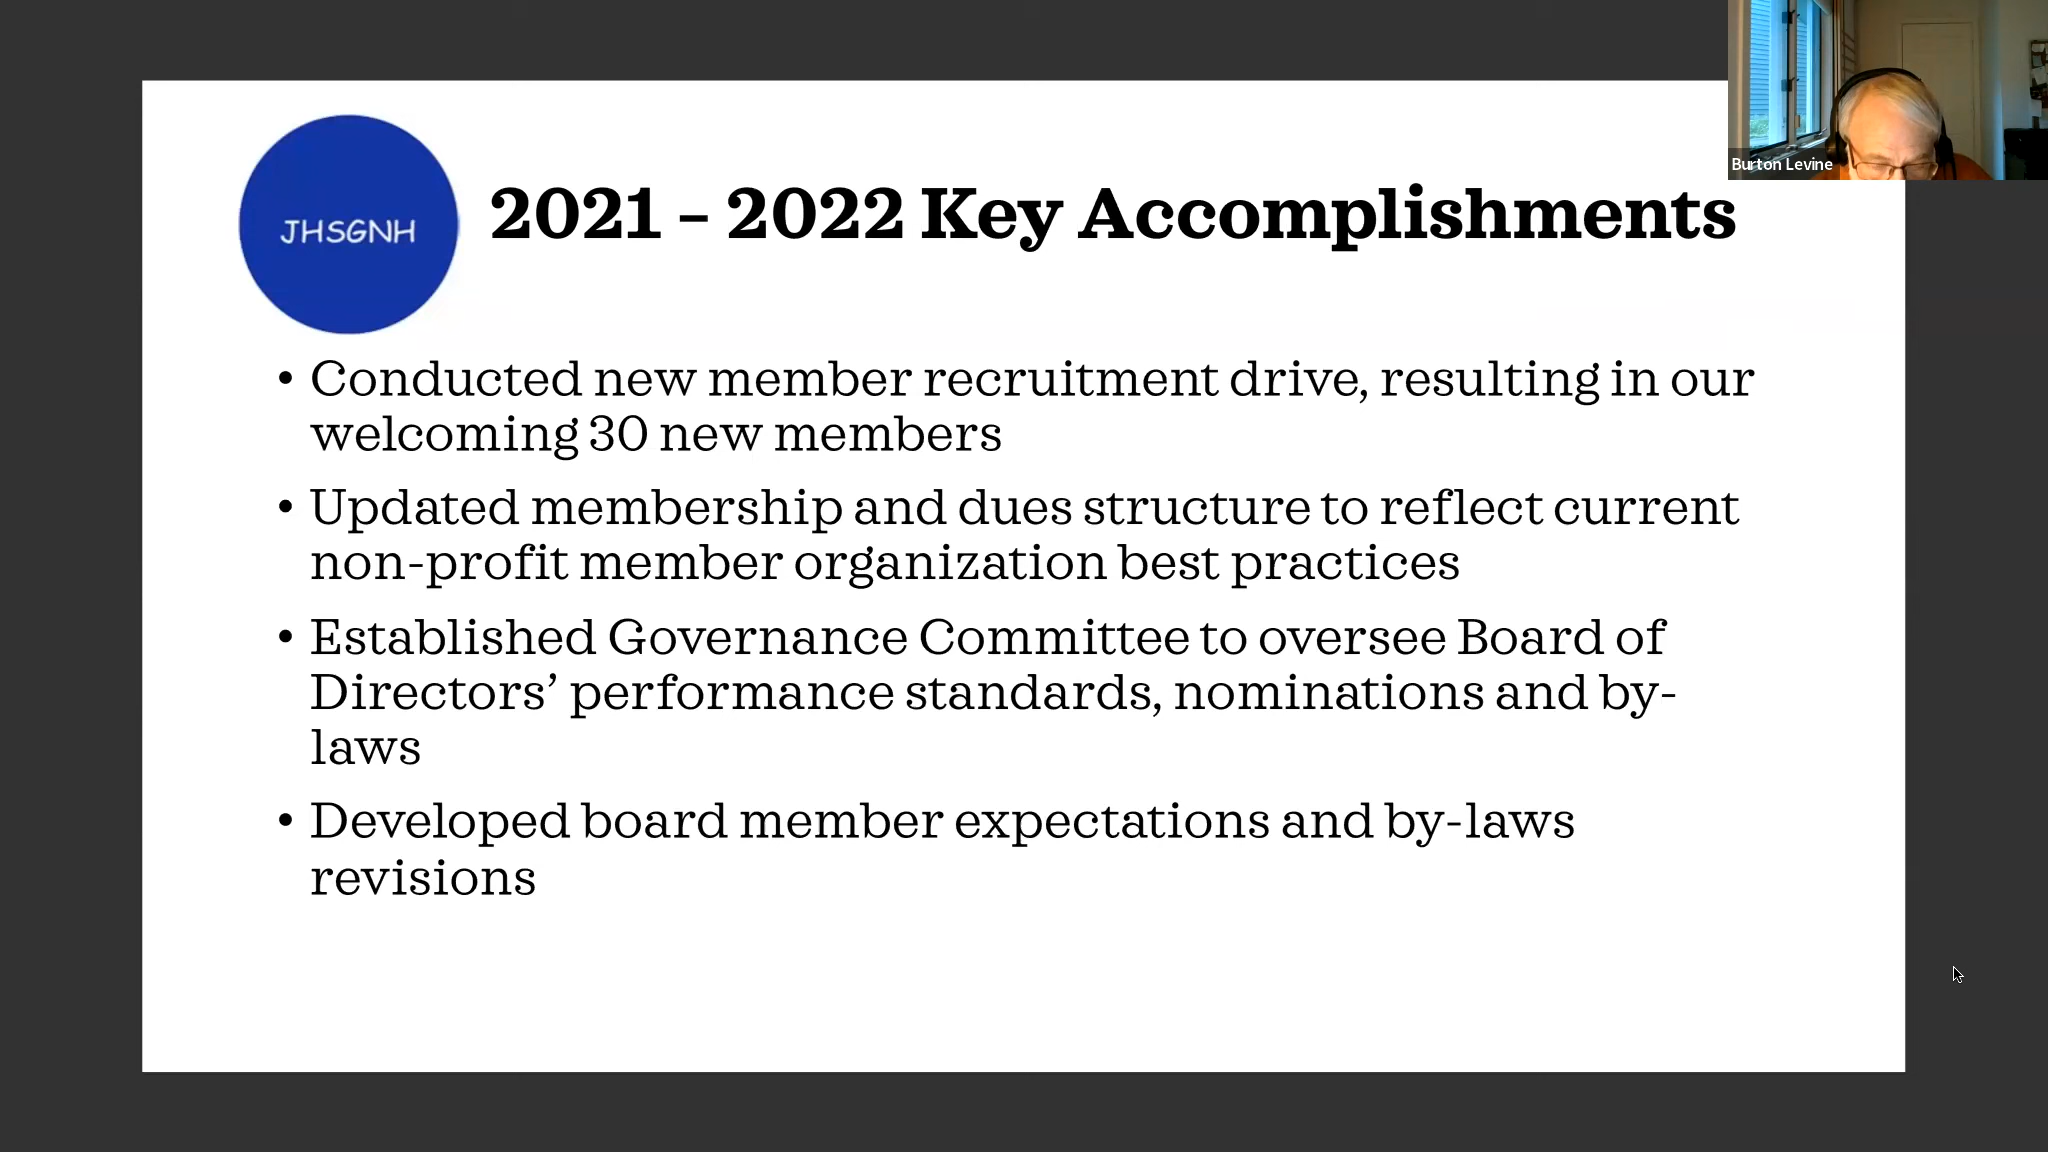 Burton Levine
JHSGNH
2021 – 2022 Key Accomplishments
• Conducted new member recruitment drive, resulting in our
welcoming 30 new members
• Updated membership and dues structure to reflect current
non-profit member organization best practices
• Established Governance Committee to oversee Board of
Directors’ performance standards, nominations and by-
laws
• Developed board member expectations and by-laws
revisions